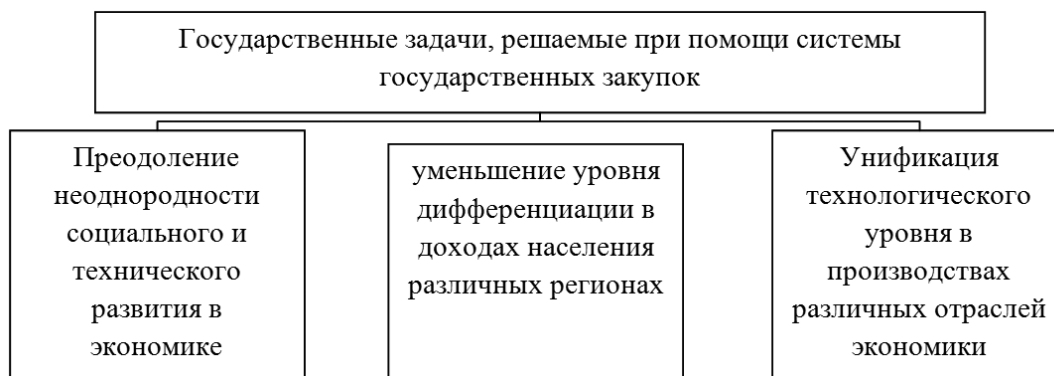 Государственные задачи, решаемые при помощи системы
государственных закупок
Преодоление
неоднородности
социального и
технического
развития в
экономике
уменьшение уровня
дифференциации в
доходах населения
различных регионах
Унификация
технологического
уровня в
производствах
различных отраслей
экономики